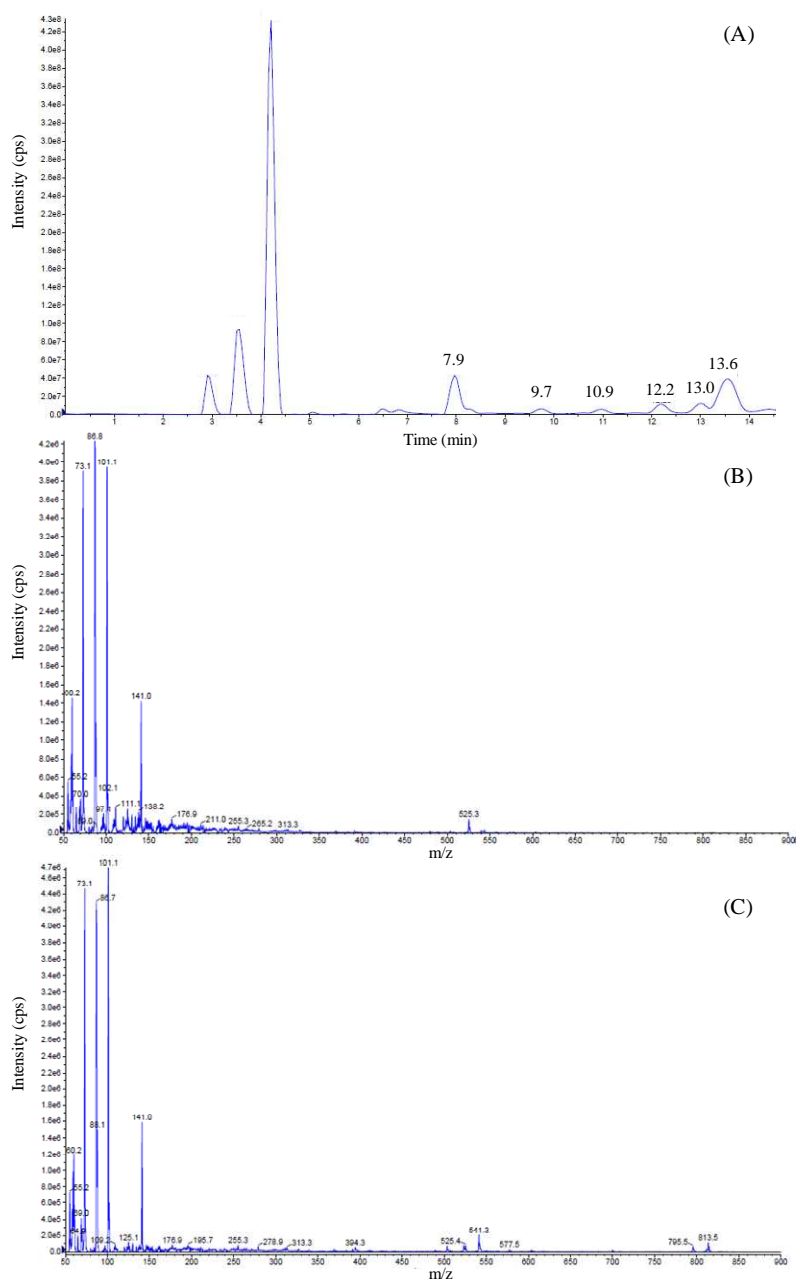 (A)
Intensity (cps)
4.3e8
4.2e8
4.0e8
3.8e8
3.6e8
3.4e8
3.2e8
3.0e8
2.8e8
2.6e8
2.4e8
2.2e8
2.0e8
1.8e8
1.6e8
1.4e8
1.2e8
1.0e8
8.0e7
6.0e7
4.0e7
2.0e7
0.0
7.9
9.7
10.9
12.2
13.0
13.6
1 2 3 4 5 6 7 8 9 10 11 12 13 14
Time (min)
(B)
Intensity (cps)
4.2e6
4.0e6
3.8e6
3.6e6
3.4e6
3.2e6
3.0e6
2.8e6
2.6e6
2.4e6
2.2e6
2.0e6
1.8e6
1.6e6
1.4e6
1.2e6
1.0e6
8.0e5
6.0e5
4.0e5
2.0e5
0.0
86.8
73.1
101.1
141.0
55.2
70.0
102.1
111.1
138.2
176.9
211.0
255.3
265.2
313.3
525.3
50 100 150 200 250 300 350 400 450 500 550 600 650 700 750 800 850 900
m/z
(C)
Intensity (cps)
4.7e6
4.6e6
4.4e6
4.2e6
4.0e6
3.8e6
3.6e6
3.4e6
3.2e6
3.0e6
2.8e6
2.6e6
2.4e6
2.2e6
2.0e6
1.8e6
1.6e6
1.4e6
1.2e6
1.0e6
8.0e5
6.0e5
4.0e5
2.0e5
0.0
101.1
73.1
86.7
88.1
141.0
60.2
55.2
69.0
109.2
125.1
176.9
195.7
255.3
278.9
313.3
394.3
525.4
541.3
577.5
795.5
813.5
50 100 150 200 250 300 350 400 450 500 550 600 650 700 750 800 850 900
m/z